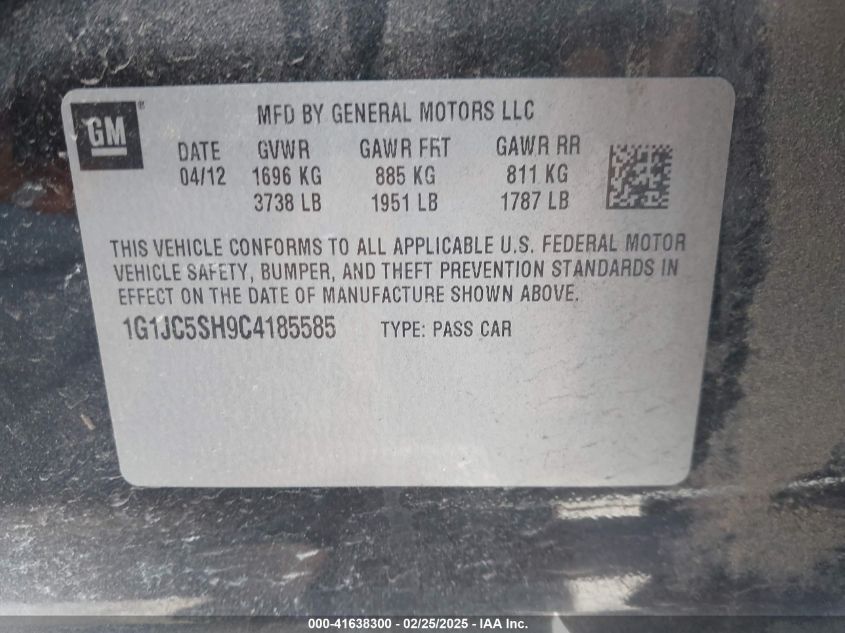 GM®
MFD BY GENERAL MOTORS LLC
DATE GVWR GAWR FRT GAWR RR
04/12 1696 KG 885 KG 811 KG
3738 LB 1951 LB 1787 LB
THIS VEHICLE CONFORMS TO ALL APPLICABLE U.S. FEDERAL MOTOR
VEHICLE SAFETY, BUMPER, AND THEFT PREVENTION STANDARDS IN
EFFECT ON THE DATE OF MANUFACTURE SHOWN ABOVE.
1G1JC5SH9C4185585 TYPE: PASS CAR
000-41638300 - 02/25/2025 - IAA Inc.